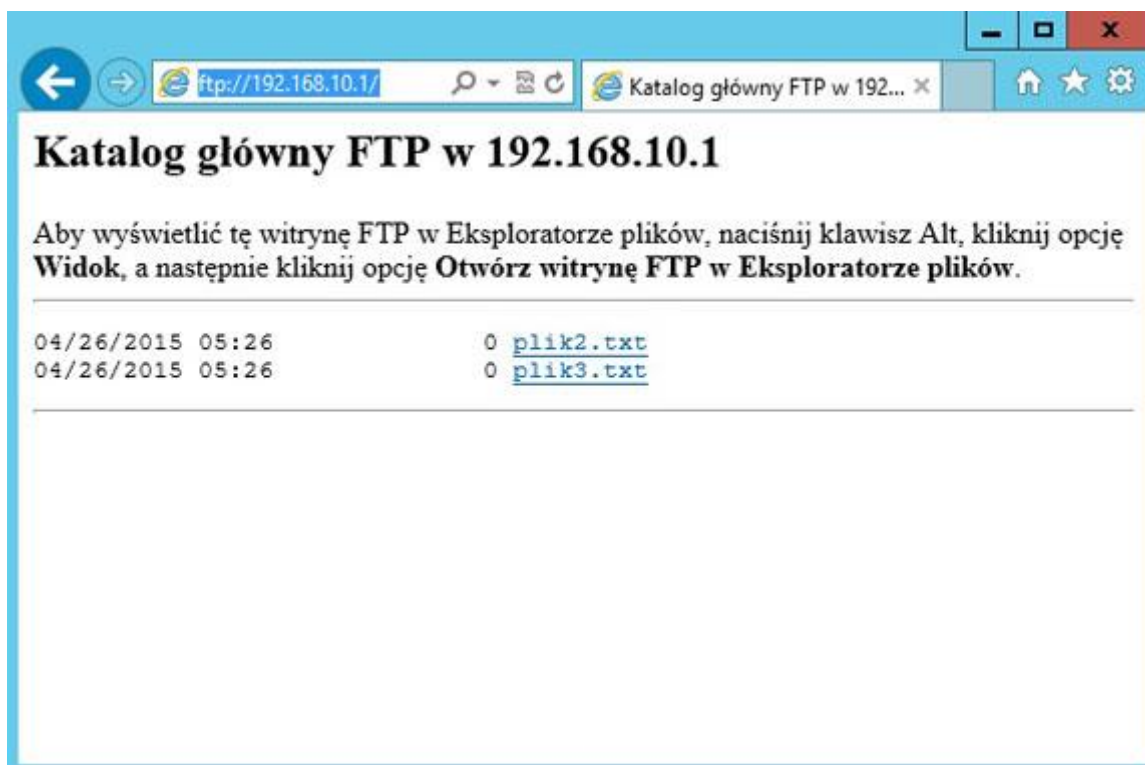 ftp://192.168.10.1/
Katalog główny FTP w 192...
Katalog główny FTP w 192.168.10.1
Aby wyświetlić tę witrynę FTP w Eksploratorze plików, naciśnij klawisz Alt, kliknij opcję
Widok, a następnie kliknij opcję Otwórz witrynę FTP w Eksploratorze plików.
04/26/2015 05:26 0 plik2.txt
04/26/2015 05:26 0 plik3.txt